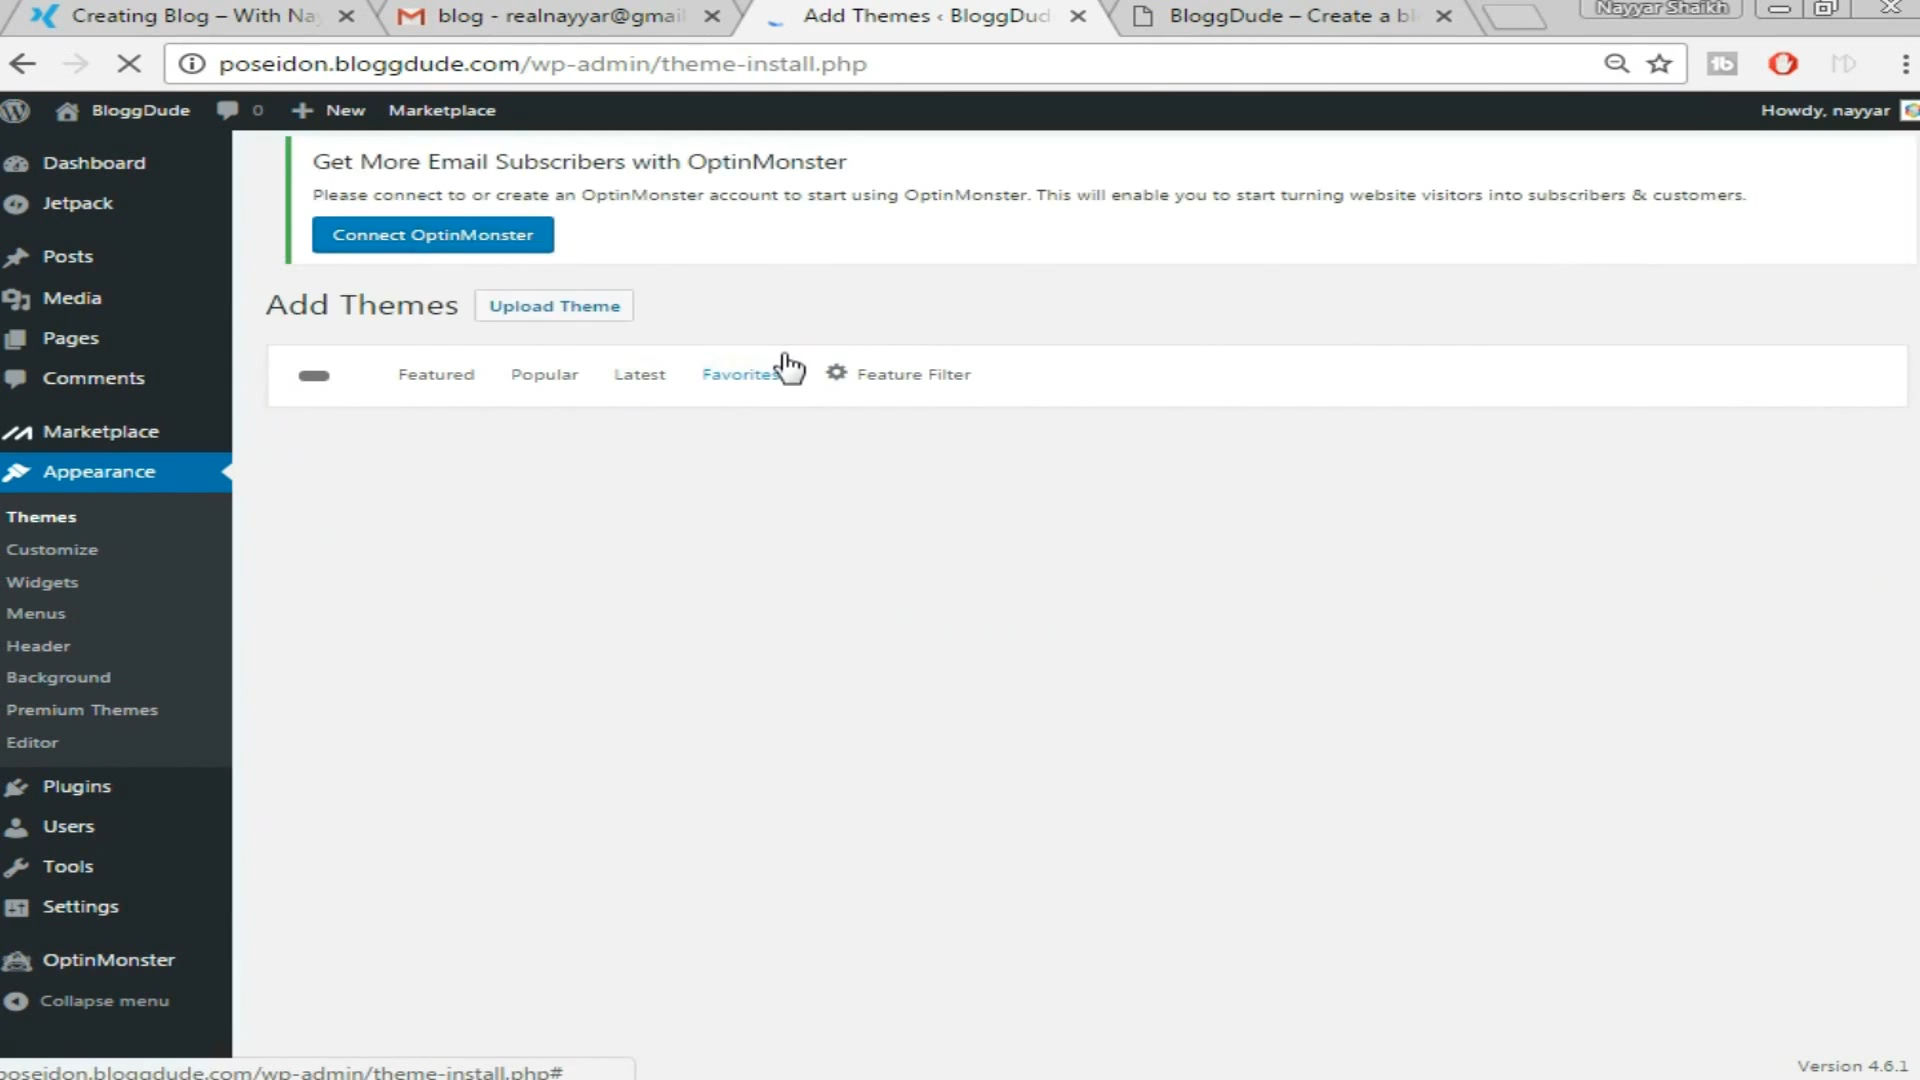 Creating Blog – With Na
blog - realnayyar@gmail
Add Themes ‹ BloggDud
BloggDude – Create a bl
Nayyar Shaikh
poseidon.bloggdude.com/wp-admin/theme-install.php
BloggDude
0
New
Marketplace
Howdy, nayyar
Dashboard
Jetpack
Posts
Media
Pages
Comments
Marketplace
Appearance
Themes
Customize
Widgets
Menus
Header
Background
Premium Themes
Editor
Plugins
Users
Tools
Settings
OptinMonster
Collapse menu
Get More Email Subscribers with OptinMonster
Please connect to or create an OptinMonster account to start using OptinMonster. This will enable you to start turning website visitors into subscribers & customers.
Connect OptinMonster
Add Themes
Upload Theme
Featured
Popular
Latest
Favorites
Feature Filter
Version 4.6.1
poseidon.bloggdude.com/wp-admin/theme-install.php#